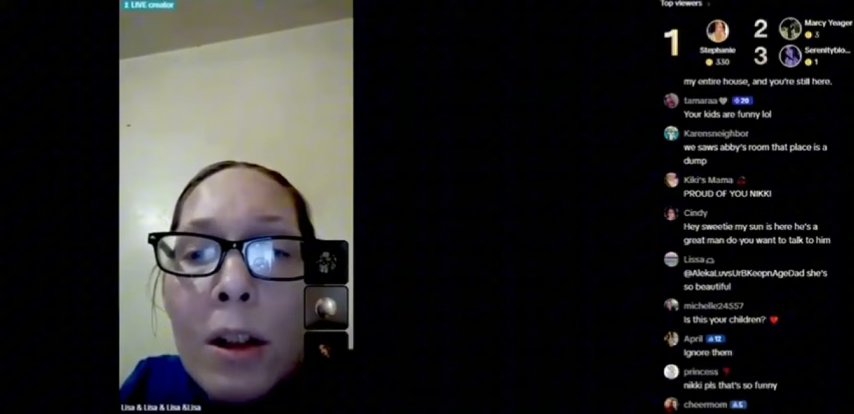 LIVE creator
Lisa & Lisa & Lisa &Lisa
Top viewers
1
Stephanie
330
2
Marcy Yeager
3
3
Serenityblo...
1
my entire house, and you're still here.
tamaraa 20
Your kids are funny lol
Karensneighbor
we saws abby's room that place is a
dump
Kiki's Mama
PROUD OF YOU NIKKI
Cindy
Hey sweetie my sun is here he's a
great man do you want to talk to him
Lissa
@AlekaLuvsUrBKeepnAgeDad she's
so beautiful
michelle24557
Is this your children?
April 12
Ignore them
princess
nikki pls that's so funny
cheermom